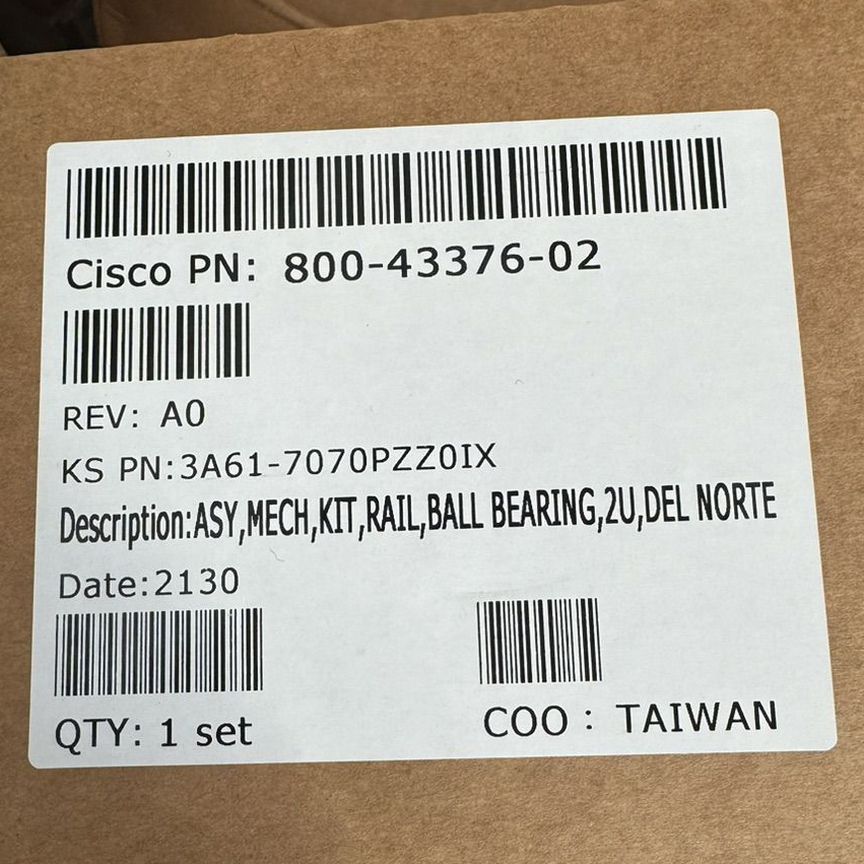 Cisco PN: 800-43376-02
REV: A0
KS PN:3A61-7070PZZ0IX
Description:ASY,MECH,KIT,RAIL,BALL BEARING,2U,DEL NORTE
Date:2130
QTY: 1 set
COO : TAIWAN